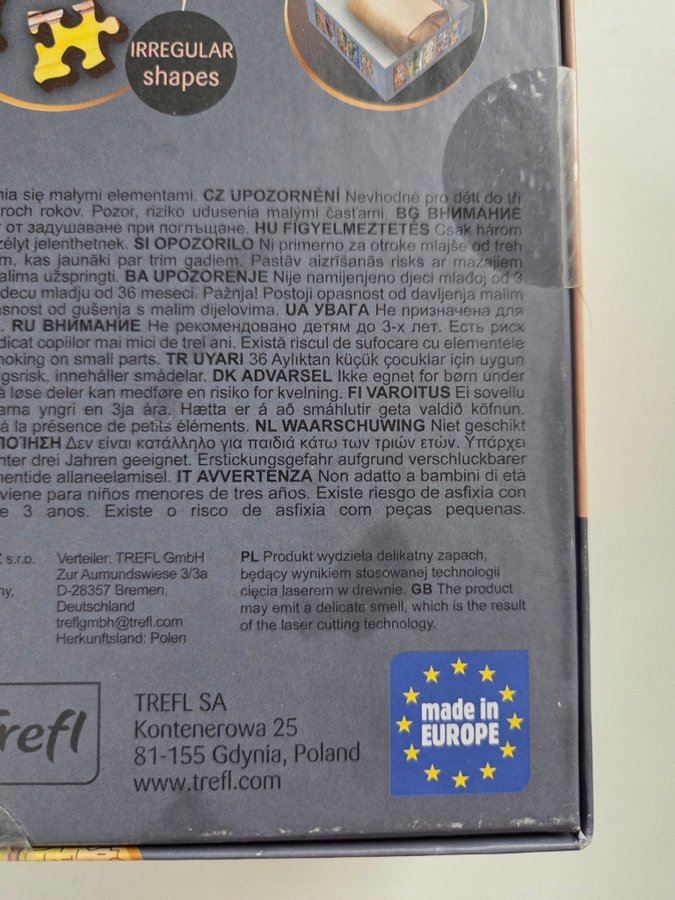 IRREGULAR
shapes
nia się małymi elementami. CZ UPOZORNĚNÍ Nevhodné pro děti do tří
roch rokov. Pozor, riziko udusenia malými časťami. BG ВНИМАНИЕ
от задушаване при поглъщане. HU FIGYELMEZTETÉS Csak három
zélyt jelenthetnek. SI OPOZORILO Ni primerno za otroke mlajše od treh
m, kas jaunāki par trim gadiem. Pastāv aizrīšanās risks ar mazajiem
alima užspringti. BA UPOZORENJE Nije namijenjeno djeci mlađoj od 3
decu mlađu od 36 meseci. Pažnja! Postoji opasnost od davljenja malim
asnost od gušenja s malim dijelovima. UA УВАГА Не призначена для
. RU ВНИМАНИЕ Не рекомендовано детям до 3-х лет. Есть риск
dicat copiilor mai mici de trei ani. Există riscul de sufocare cu elementele
hoking on small parts. TR UYARI 36 Aylıktan küçük çocuklar için uygun
gsrisk, innehåller smådelar. DK ADVARSEL Ikke egnet for børn under
å løse deler kan medføre en risiko for kvelning. FI VAROITUS Ei sovellu
arna yngri en 3ja ára. Hætta er á að smáhlutir geta valdið köfnun.
à la présence de petits éléments. NL WAARSCHUWING Niet geschikt
ΠΟΊΗΣΗ Δεν είναι κατάλληλο για παιδιά κάτω των τριών ετών. Υπάρχει
nter drei Jahren geeignet. Erstickungsgefahr aufgrund verschluckbarer
mentide allaneelamisel. IT AVVERTENZA Non adatto a bambini di età
viene para niños menores de tres años. Existe riesgo de asfixia con
e 3 anos. Existe o risco de asfixia com peças pequenas.
Z s.r.o.
ny,
Verteiler: TREFL GmbH
Zur Aumundswiese 3/3a
D-28357 Bremen,
Deutschland
treflgmbh@trefl.com
Herkunftsland: Polen
PL Produkt wydziela delikatny zapach,
będący wynikiem stosowanej technologii
cięcia laserem w drewnie. GB The product
may emit a delicate smell, which is the result
of the laser cutting technology.
Trefl
TREFL SA
Kontenerowa 25
81-155 Gdynia, Poland
www.trefl.com
made in
EUROPE